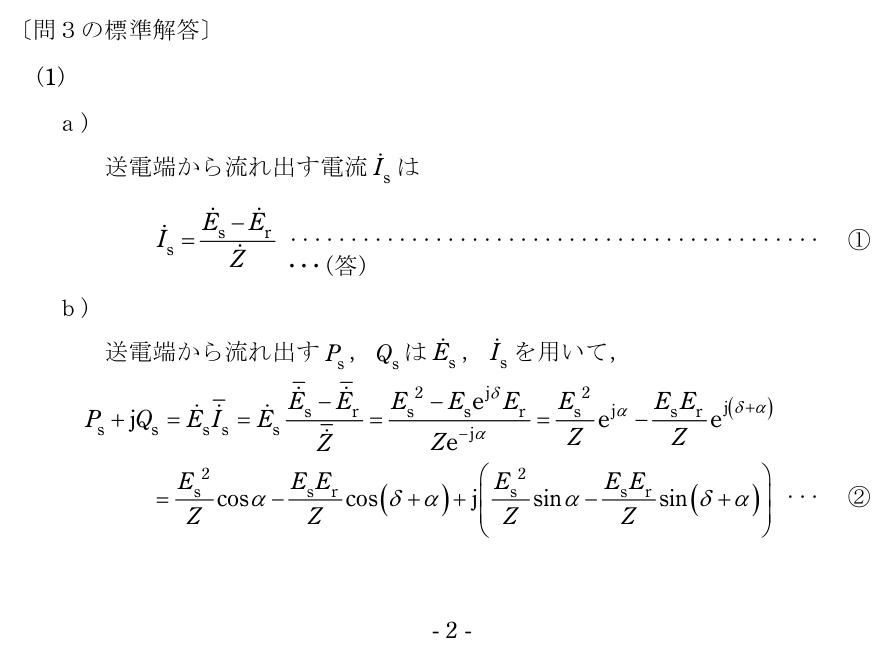 〔問３の標準解答〕
(1)
a）
送電端から流れ出す電流 İₛ は
İₛ = (Ėₛ − Ėᵣ) / Ż ············································ ①
···(答)
b）
送電端から流れ出す Pₛ， Qₛ は Ėₛ， İₛ を用いて，
Pₛ + jQₛ = Ėₛ İ̅ₛ = Ėₛ (Ė̅ₛ − Ė̅ᵣ) / Ż̅ = (Eₛ² − Eₛe^{jδ}Eᵣ) / (Ze^{−jα}) = (Eₛ² / Z) e^{jα} − (EₛEᵣ / Z) e^{j(δ+α)}
= (Eₛ² / Z) cos α − (EₛEᵣ / Z) cos(δ + α) + j((Eₛ² / Z) sin α − (EₛEᵣ / Z) sin(δ + α)) ··· ②
- 2 -